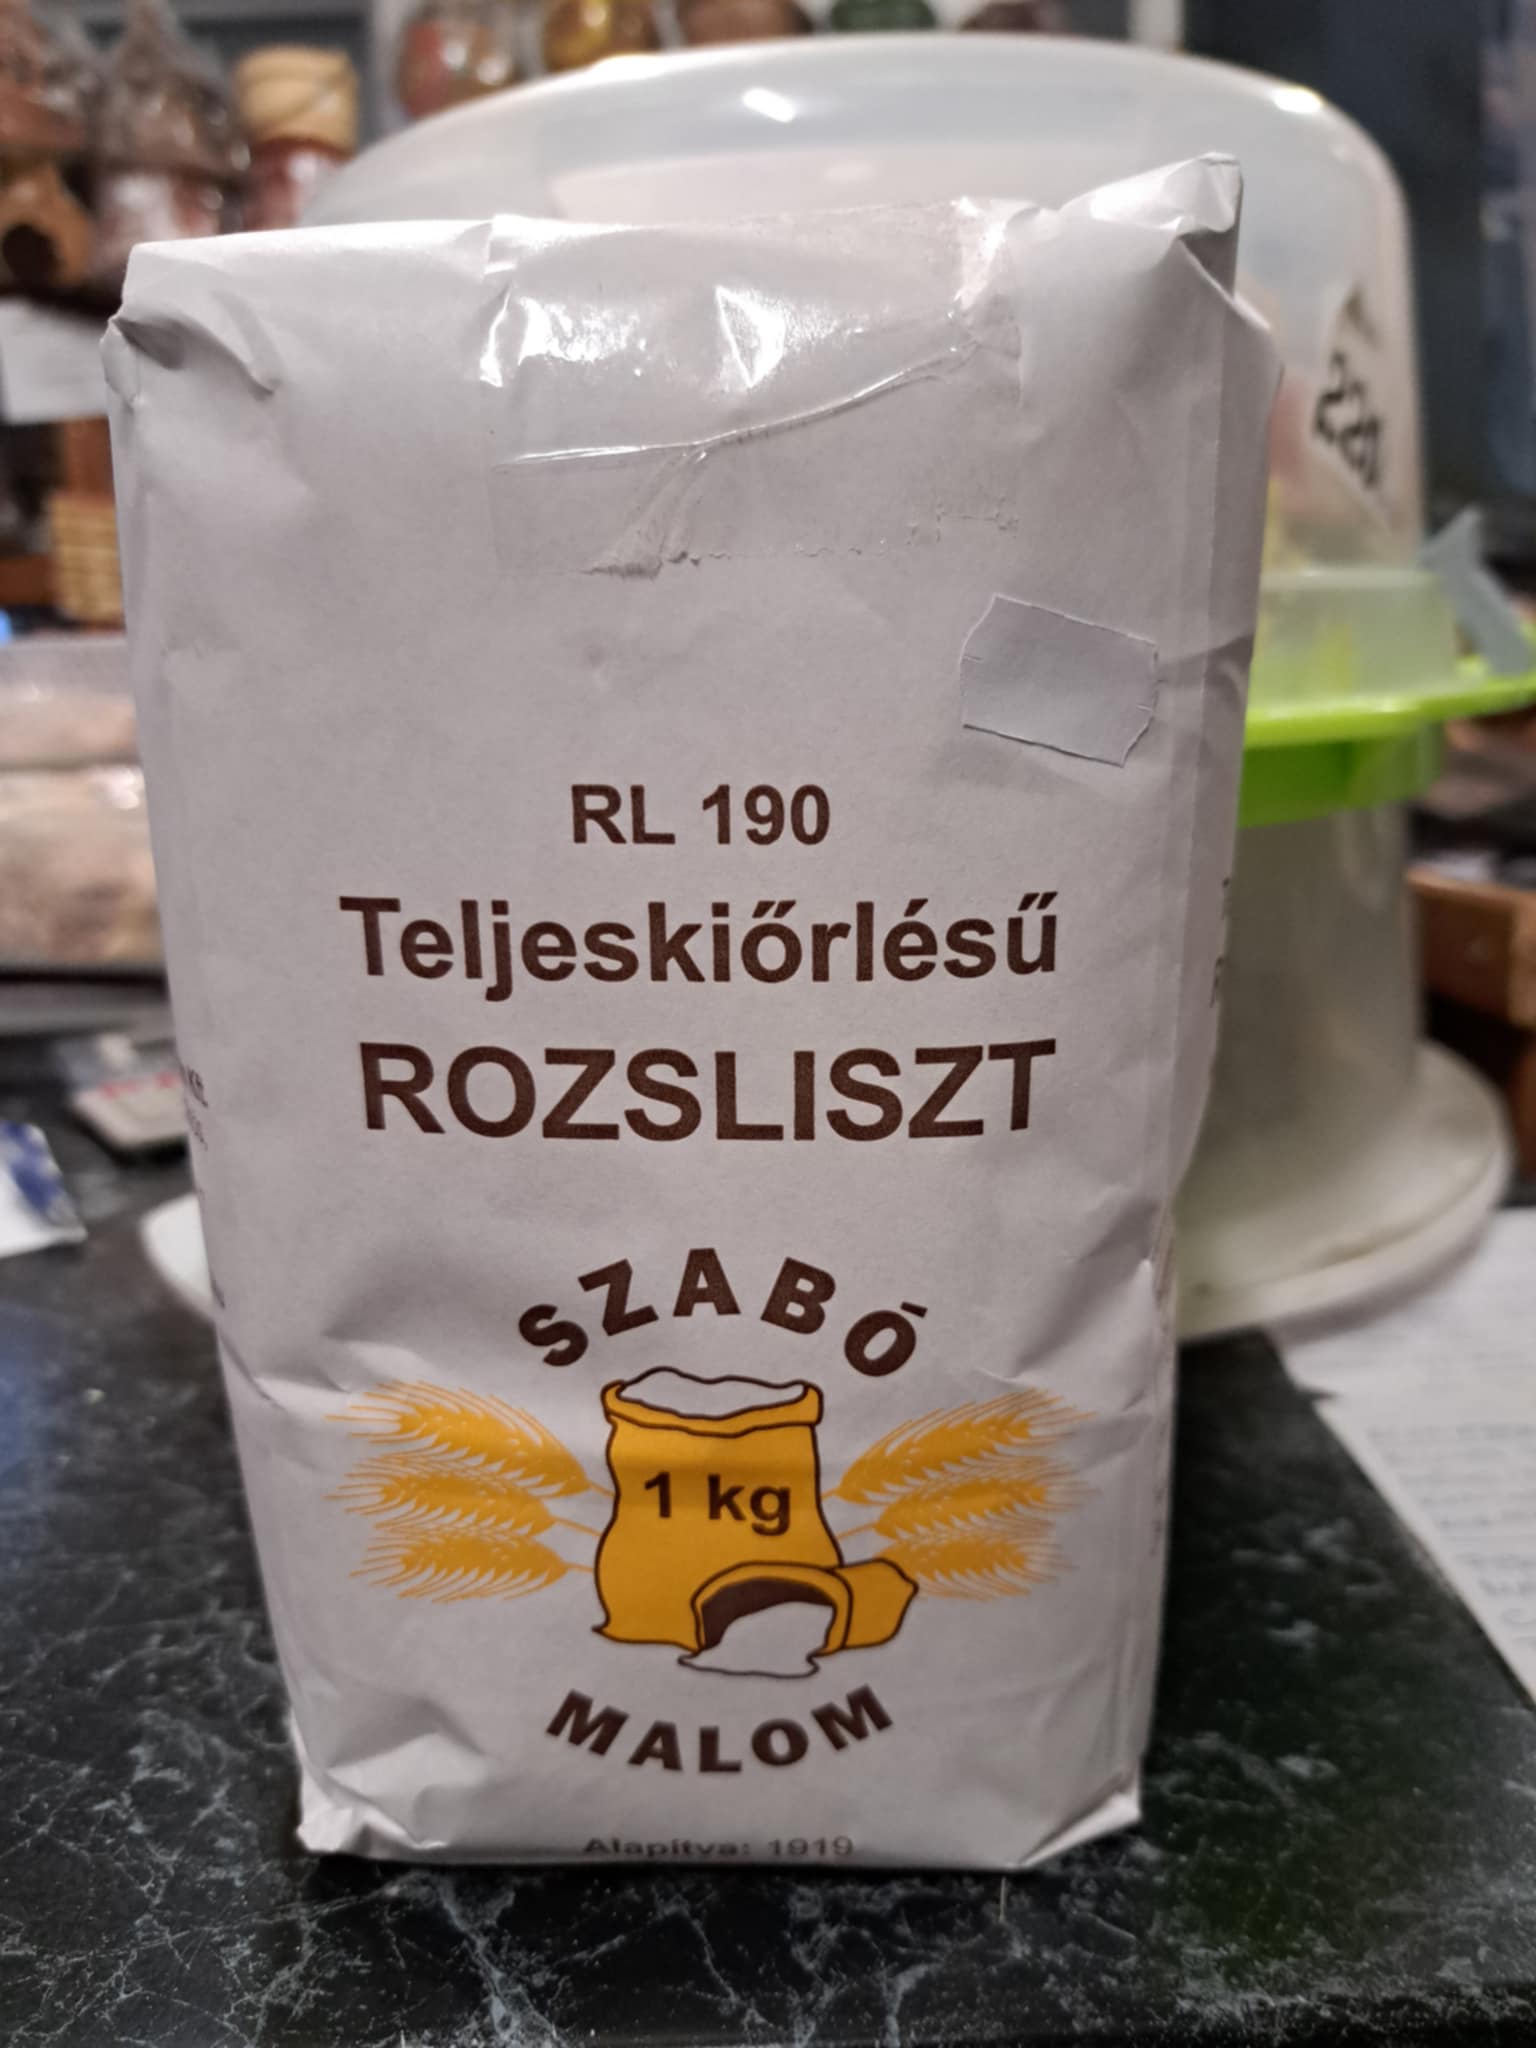 RL 190
Teljeskiőrlésű
ROZSLISZT
SZABÓ
1 kg
MALOM
Alapítva: 1919